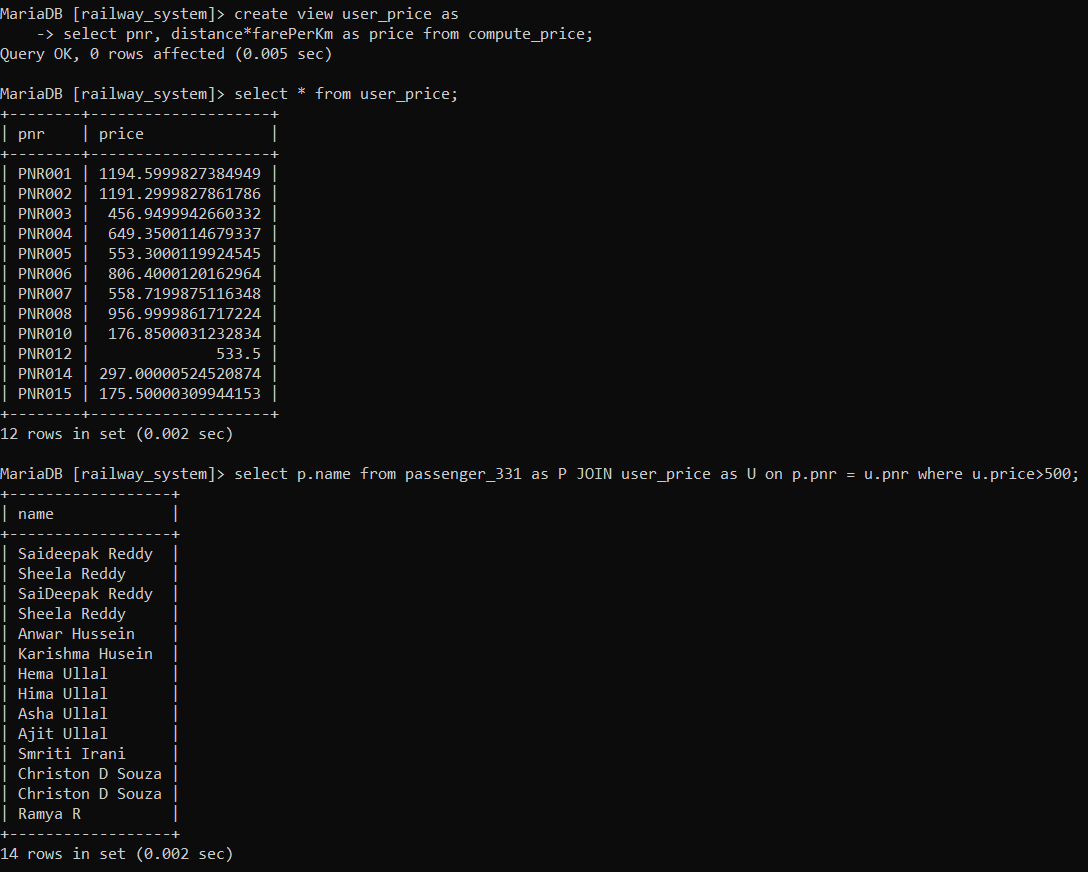 MariaDB [railway_system]> create view user_price as
    -> select pnr, distance*farePerKm as price from compute_price;
Query OK, 0 rows affected (0.005 sec)

MariaDB [railway_system]> select * from user_price;
+--------+--------------------+
| pnr    | price              |
+--------+--------------------+
| PNR001 | 1194.5999827384949 |
| PNR002 | 1191.2999827861786 |
| PNR003 |  456.9499942660332 |
| PNR004 |  649.3500114679337 |
| PNR005 |  553.3000119924545 |
| PNR006 |  806.4000120162964 |
| PNR007 |  558.7199875116348 |
| PNR008 |  956.9999861717224 |
| PNR010 |  176.8500031232834 |
| PNR012 |              533.5 |
| PNR014 | 297.00000524520874 |
| PNR015 | 175.50000309944153 |
+--------+--------------------+
12 rows in set (0.002 sec)

MariaDB [railway_system]> select p.name from passenger_331 as P JOIN user_price as U on p.pnr = u.pnr where u.price>500;
+------------------+
| name             |
+------------------+
| Saideepak Reddy  |
| Sheela Reddy     |
| SaiDeepak Reddy  |
| Sheela Reddy     |
| Anwar Hussein    |
| Karishma Husein  |
| Hema Ullal       |
| Hima Ullal       |
| Asha Ullal       |
| Ajit Ullal       |
| Smriti Irani     |
| Christon D Souza |
| Christon D Souza |
| Ramya R          |
+------------------+
14 rows in set (0.002 sec)